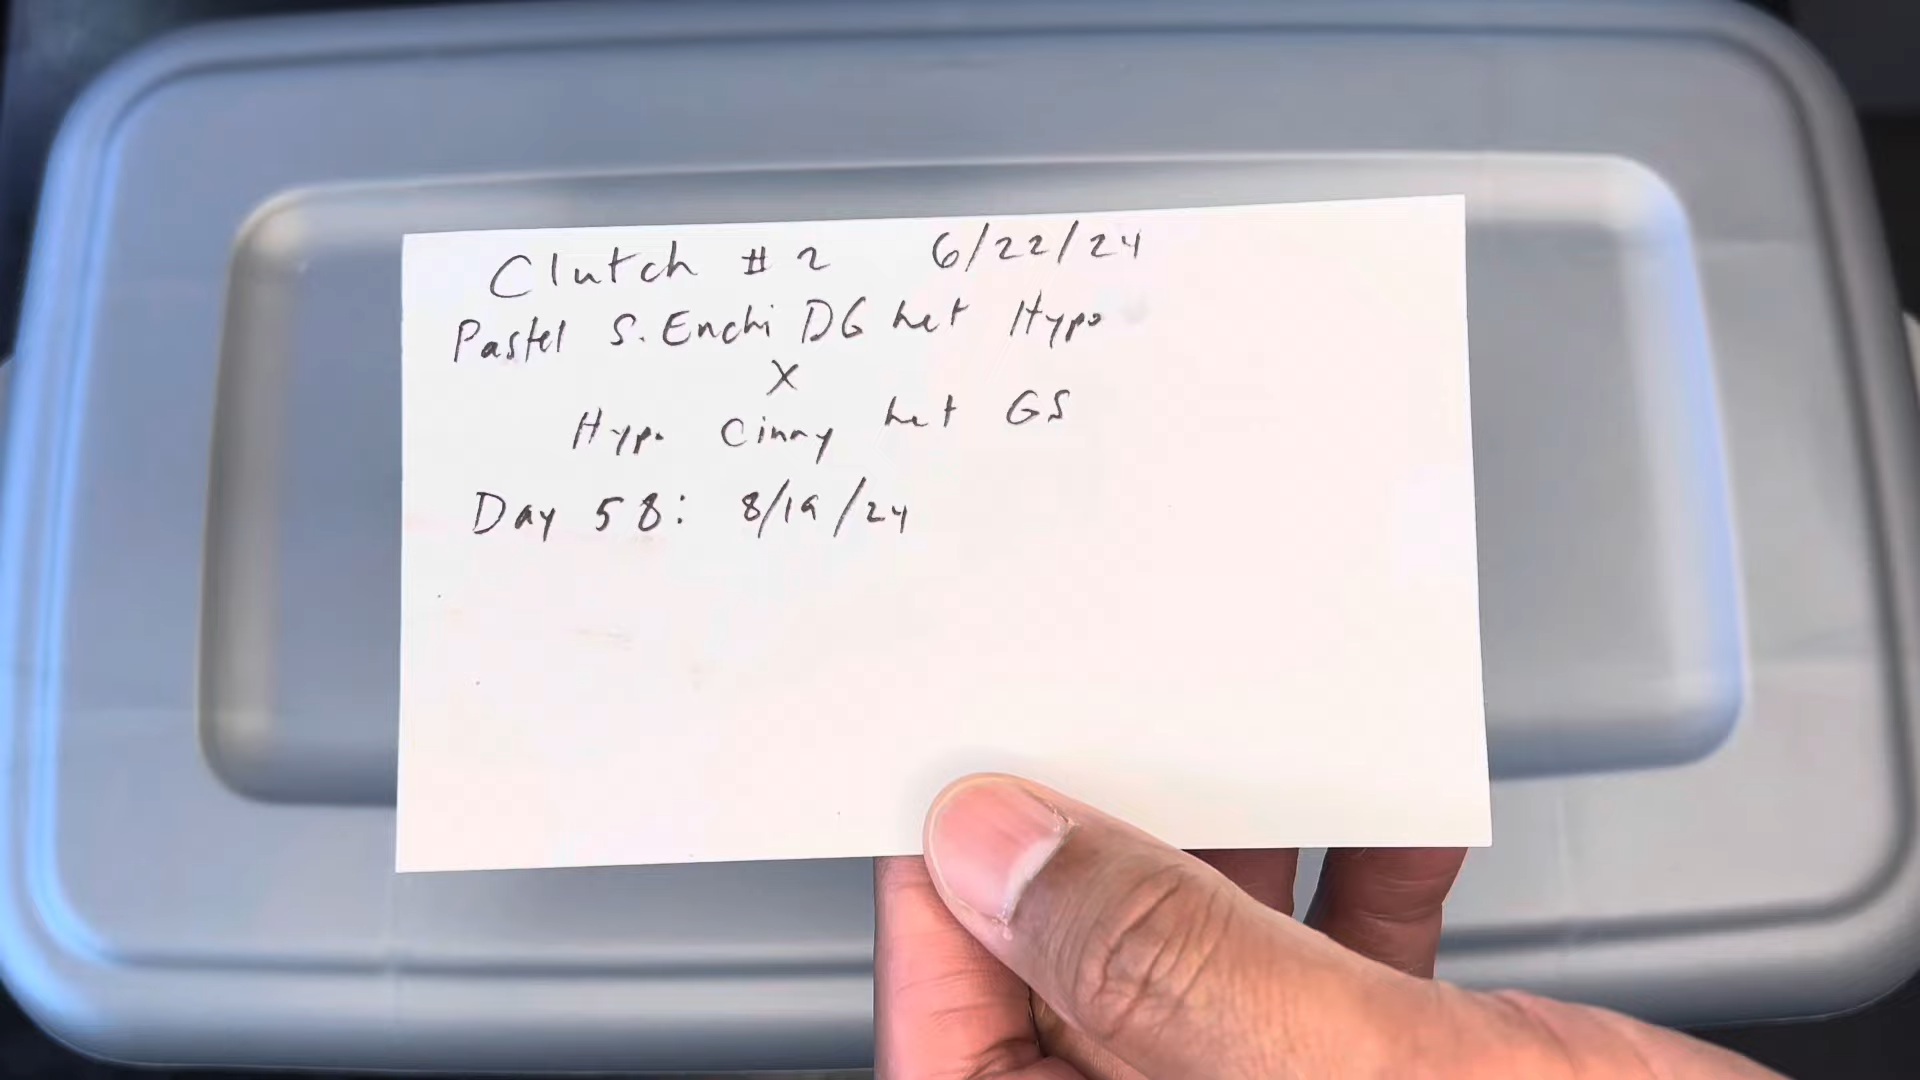 Clutch # 2 6/22/24
Pastel S. Enchi DG het Hypo
X
Hypo Cinny het GS
Day 58: 8/19/24